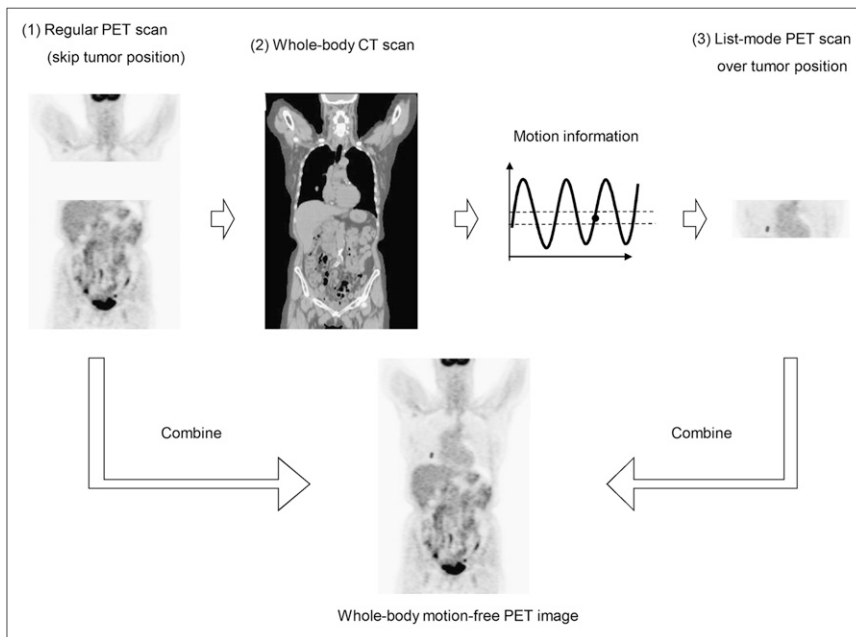 (1) Regular PET scan
(skip tumor position)
(2) Whole-body CT scan
(3) List-mode PET scan
over tumor position
Motion information
Combine
Combine
Whole-body motion-free PET image